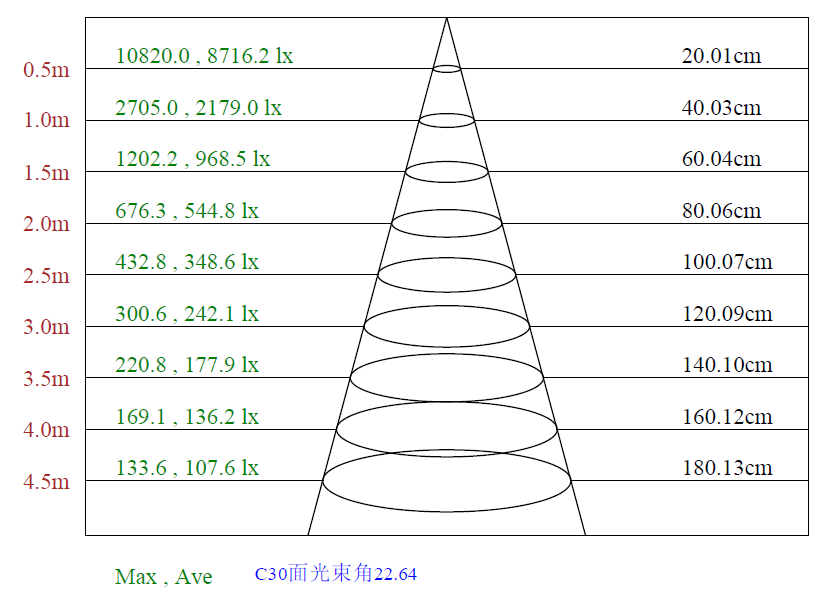 10820.0 , 8716.2 lx 20.01cm
0.5m
2705.0 , 2179.0 lx 40.03cm
1.0m
1202.2 , 968.5 lx 60.04cm
1.5m
676.3 , 544.8 lx 80.06cm
2.0m
432.8 , 348.6 lx 100.07cm
2.5m
300.6 , 242.1 lx 120.09cm
3.0m
220.8 , 177.9 lx 140.10cm
3.5m
169.1 , 136.2 lx 160.12cm
4.0m
133.6 , 107.6 lx 180.13cm
4.5m
Max , Ave C30面光束角22.64